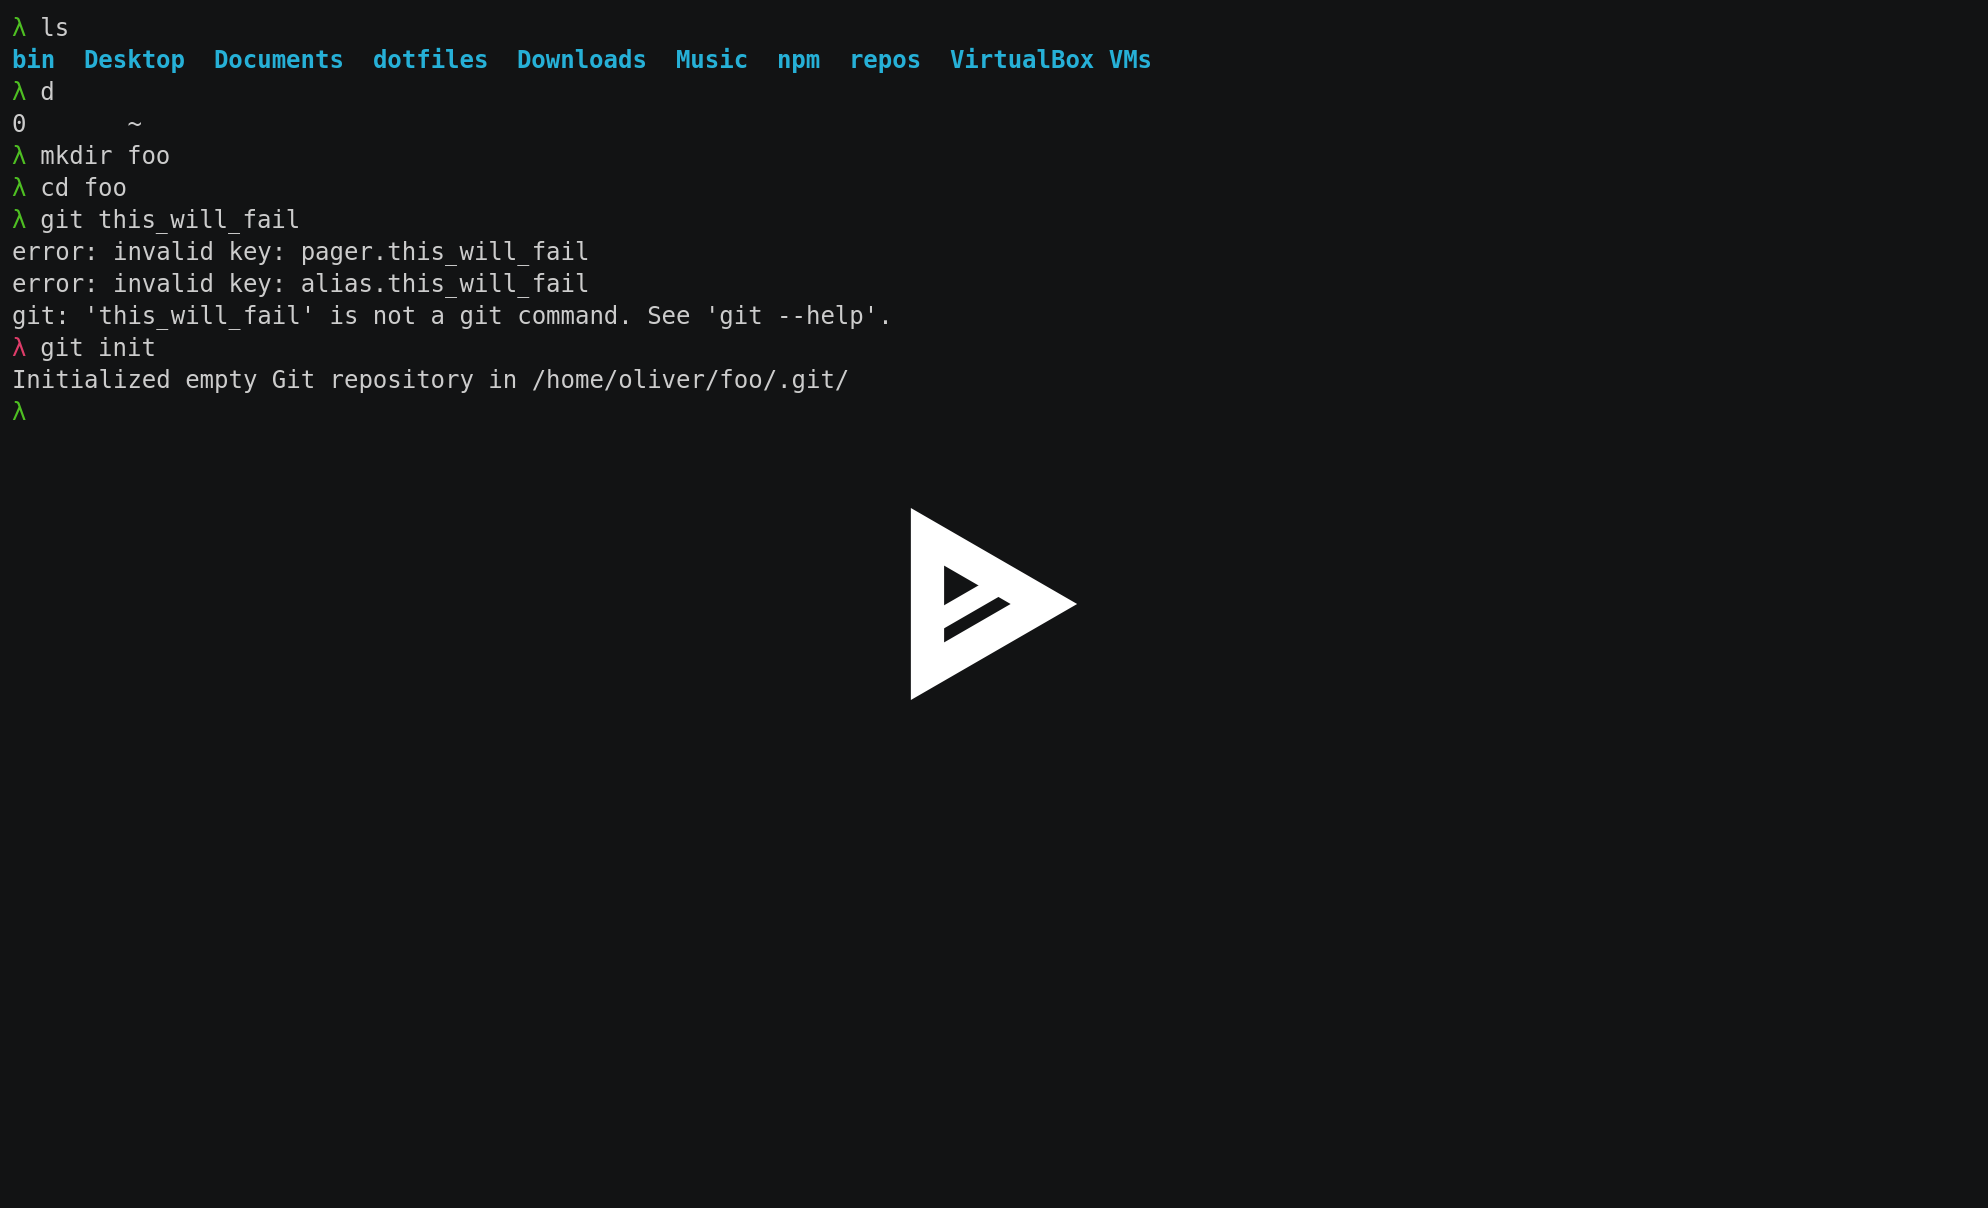 λ ls
bin  Desktop  Documents  dotfiles  Downloads  Music  npm  repos  VirtualBox VMs
λ d
0       ~
λ mkdir foo
λ cd foo
λ git this_will_fail
error: invalid key: pager.this_will_fail
error: invalid key: alias.this_will_fail
git: 'this_will_fail' is not a git command. See 'git --help'.
λ git init
Initialized empty Git repository in /home/oliver/foo/.git/
λ